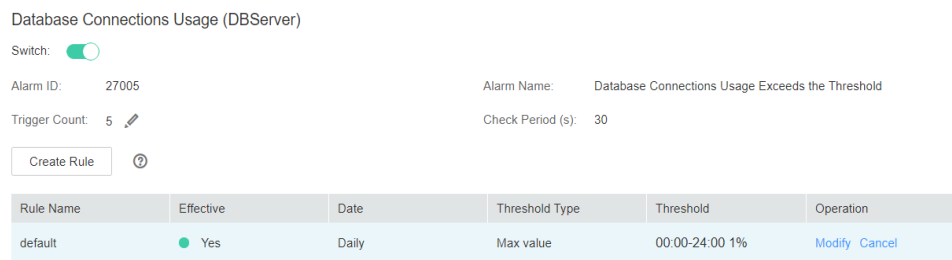 Database Connections Usage (DBServer)
Switch:
Alarm ID: 27005 Alarm Name: Database Connections Usage Exceeds the Threshold
Trigger Count: 5 Check Period (s): 30
Create Rule ?
Rule Name Effective Date Threshold Type Threshold Operation
default Yes Daily Max value 00:00-24:00 1% Modify Cancel